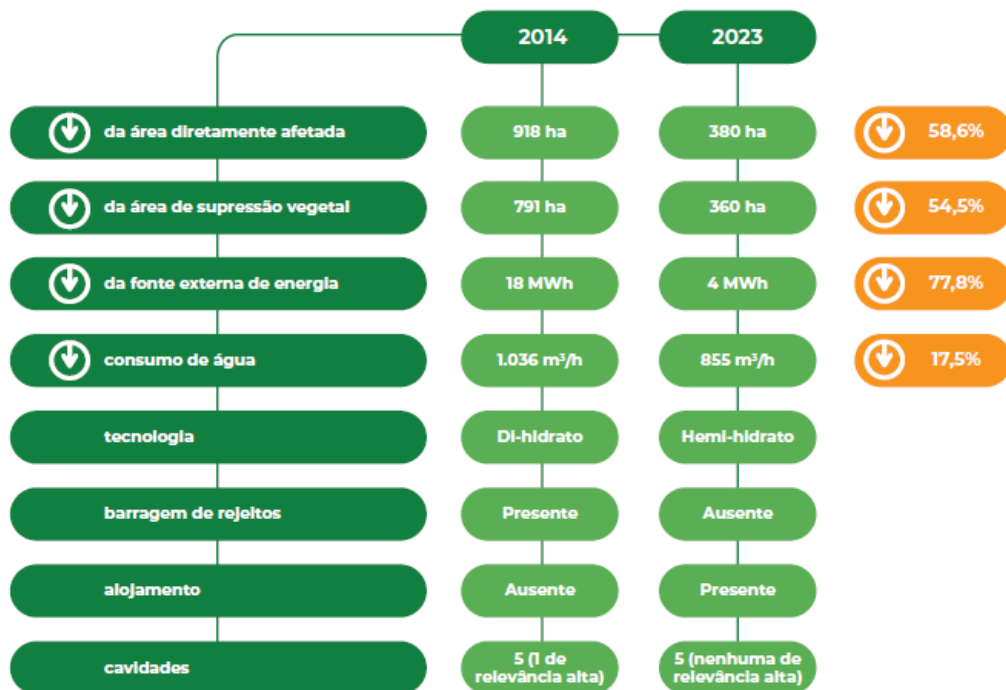 2014 2023
da área diretamente afetada 918 ha 380 ha 58,6%
da área de supressão vegetal 791 ha 360 ha 54,5%
da fonte externa de energia 18 MWh 4 MWh 77,8%
consumo de água 1.036 m³/h 855 m³/h 17,5%
tecnologia Di-hidrato Hemi-hidrato
barragem de rejeitos Presente Ausente
alojamento Ausente Presente
cavidades 5 (1 de relevância alta) 5 (nenhuma de relevância alta)